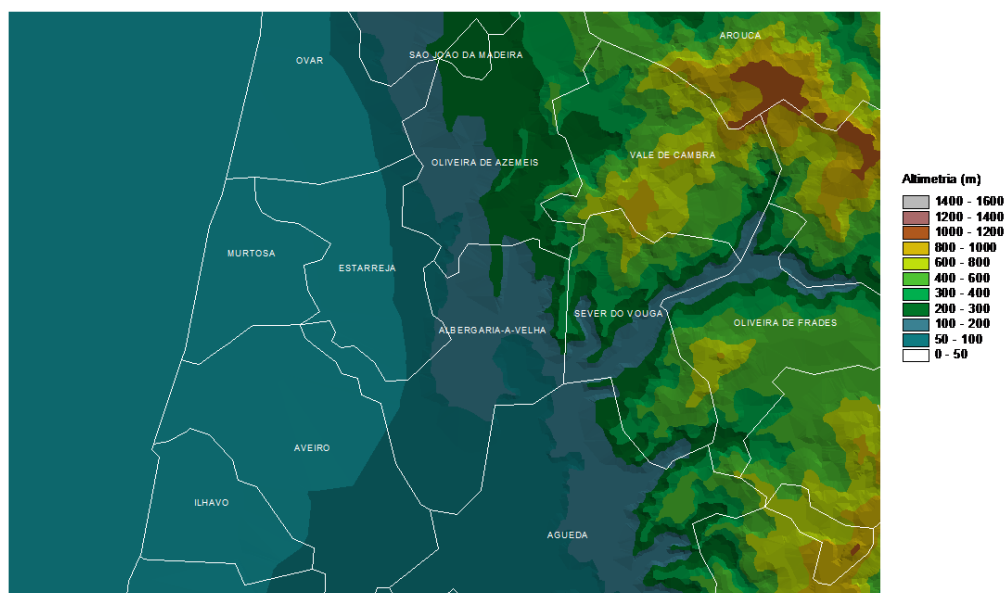 AROUCA
OVAR
SAO JOAO DA MADEIRA
OLIVEIRA DE AZEMEIS
VALE DE CAMBRA
MURTOSA
ESTARREJA
SEVER DO VOUGA
OLIVEIRA DE FRADES
ALBERGARIA-A-VELHA
AVEIRO
ILHAVO
AGUEDA
Altimetria (m)
1400 - 1600
1200 - 1400
1000 - 1200
800 - 1000
600 - 800
400 - 600
300 - 400
200 - 300
100 - 200
50 - 100
0 - 50